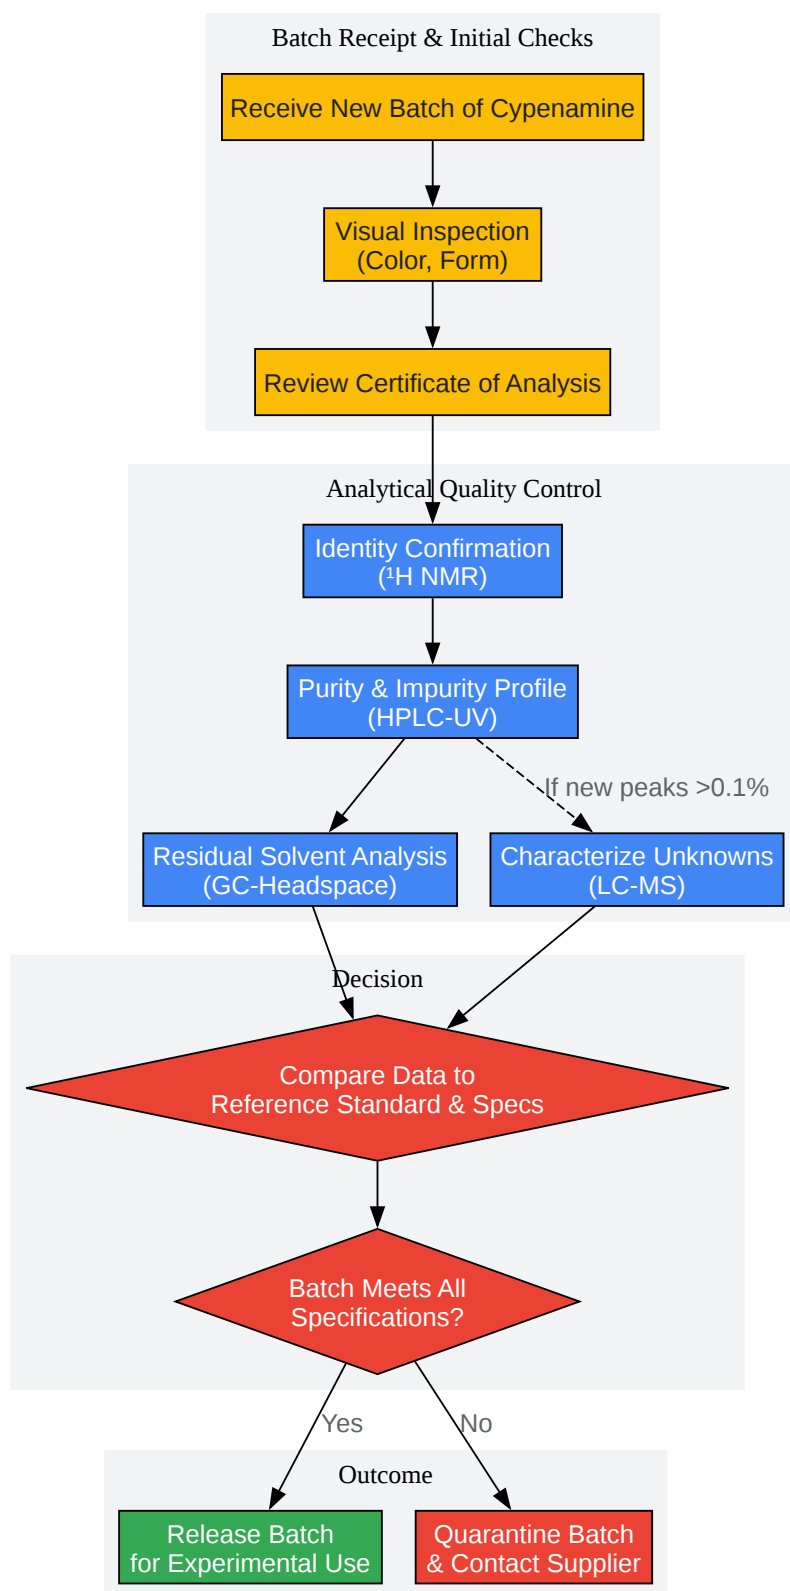 Batch Receipt & Initial Checks
Receive New Batch of Cypenamine
Visual Inspection
(Color, Form)
Review Certificate of Analysis
Analytical Quality Control
Identity Confirmation
(¹H NMR)
Purity & Impurity Profile
(HPLC-UV)
If new peaks >0.1%
Residual Solvent Analysis
(GC-Headspace)
Characterize Unknowns
(LC-MS)
Decision
Compare Data to
Reference Standard & Specs
Batch Meets All
Specifications?
Yes
No
Outcome
Release Batch
for Experimental Use
Quarantine Batch
& Contact Supplier